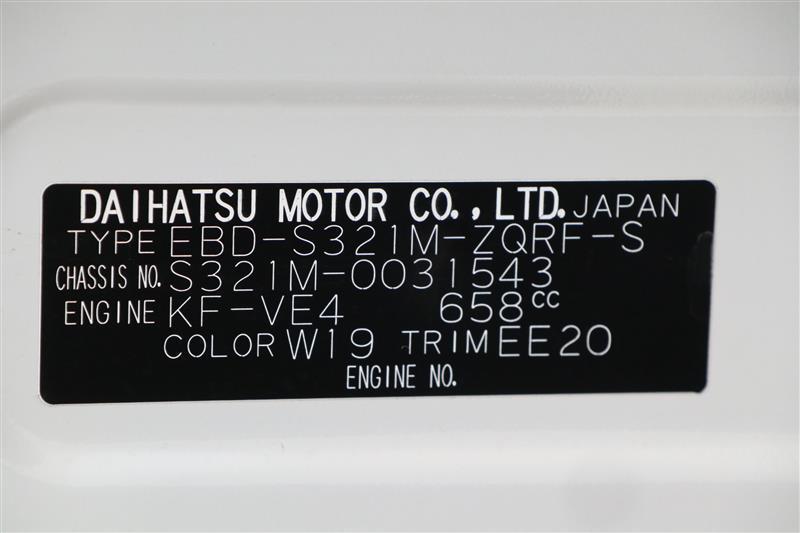 DAIHATSU MOTOR CO., LTD. JAPAN
TYPE EBD-S321M-ZQRF-S
CHASSIS NO. S321M-0031543
ENGINE KF-VE4 658cc
COLOR W19 TRIM EE20
ENGINE NO.